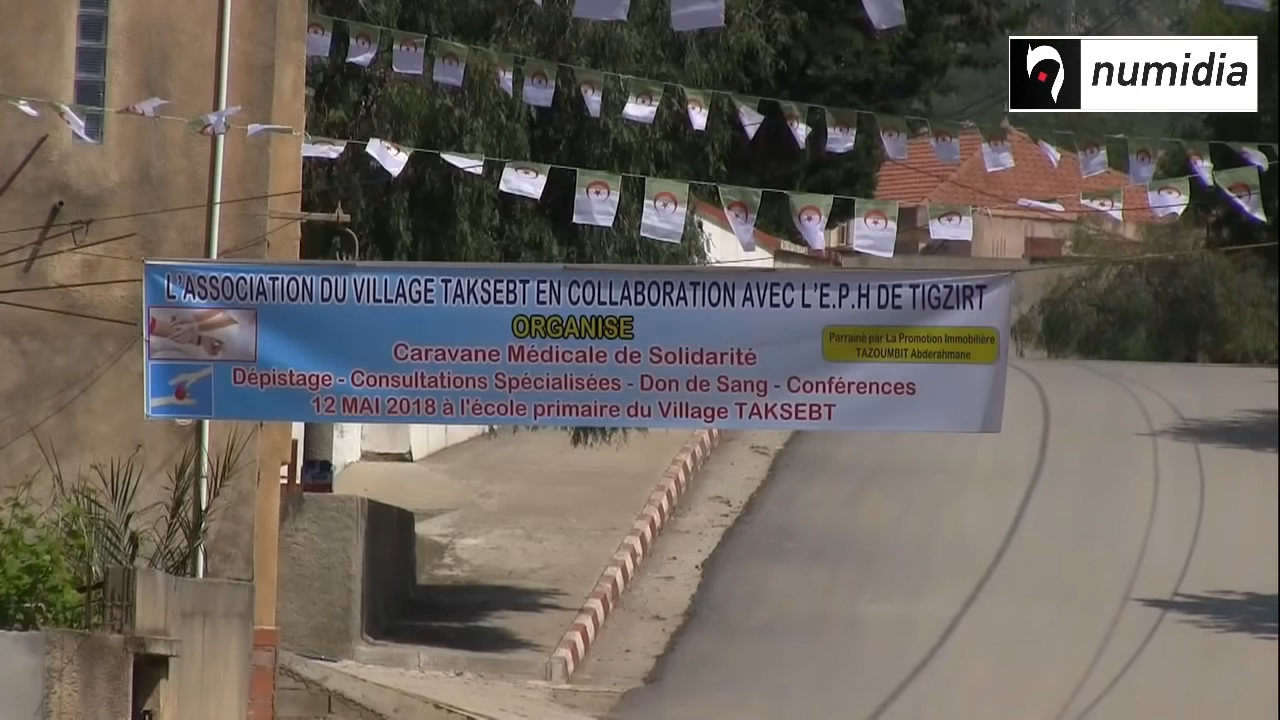 numidia
L'ASSOCIATION DU VILLAGE TAKSEBT EN COLLABORATION AVEC L'E.P.H DE TIGZIRT
ORGANISE
Parrainé par La Promotion Immobilière
TAZOUMBIT Abderahmane
Caravane Médicale de Solidarité
Dépistage - Consultations Spécialisées - Don de Sang - Conférences
12 MAI 2018 à l'école primaire du Village TAKSEBT